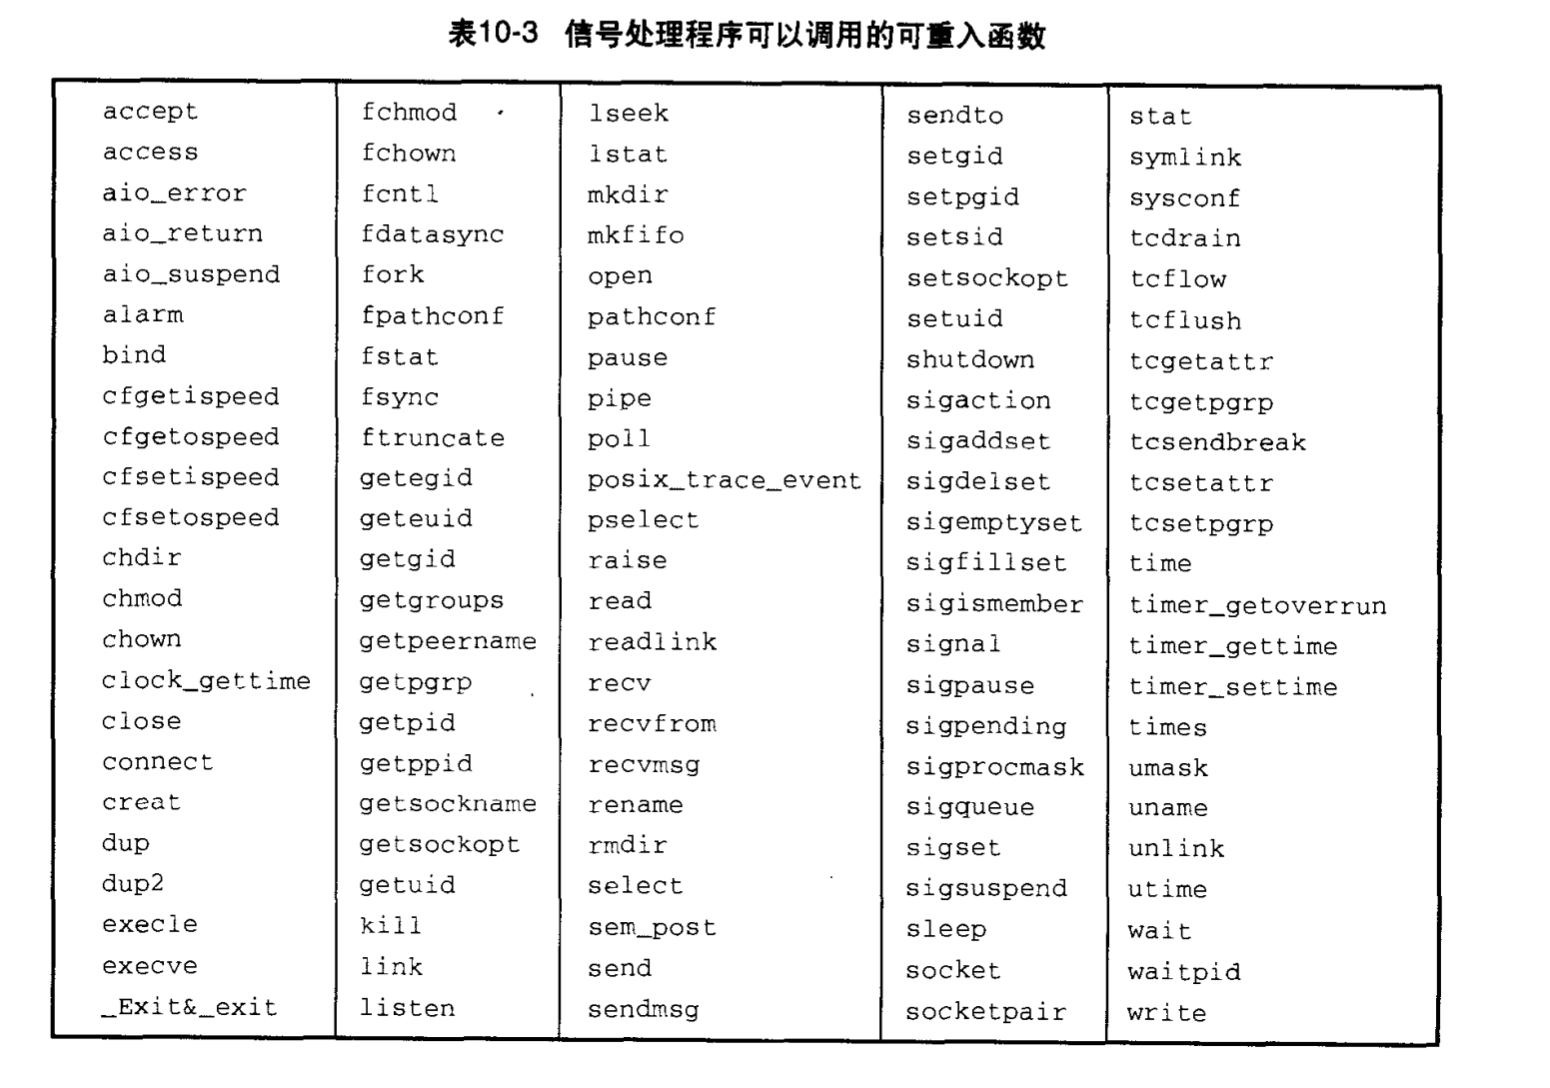 表10-3 信号处理程序可以调用的可重入函数
accept fchmod lseek sendto stat
access fchown lstat setgid symlink
aio_error fcntl mkdir setpgid sysconf
aio_return fdatasync mkfifo setsid tcdrain
aio_suspend fork open setsockopt tcflow
alarm fpathconf pathconf setuid tcflush
bind fstat pause shutdown tcgetattr
cfgetispeed fsync pipe sigaction tcgetpgrp
cfgetospeed ftruncate poll sigaddset tcsendbreak
cfsetispeed getegid posix_trace_event sigdelset tcsetattr
cfsetospeed geteuid pselect sigemptyset tcsetpgrp
chdir getgid raise sigfillset time
chmod getgroups read sigismember timer_getoverrun
chown getpeername readlink signal timer_gettime
clock_gettime getpgrp recv sigpause timer_settime
close getpid recvfrom sigpending times
connect getppid recvmsg sigprocmask umask
creat getsockname rename sigqueue uname
dup getsockopt rmdir sigset unlink
dup2 getuid select sigsuspend utime
execle kill sem_post sleep wait
execve link send socket waitpid
_Exit&_exit listen sendmsg socketpair write